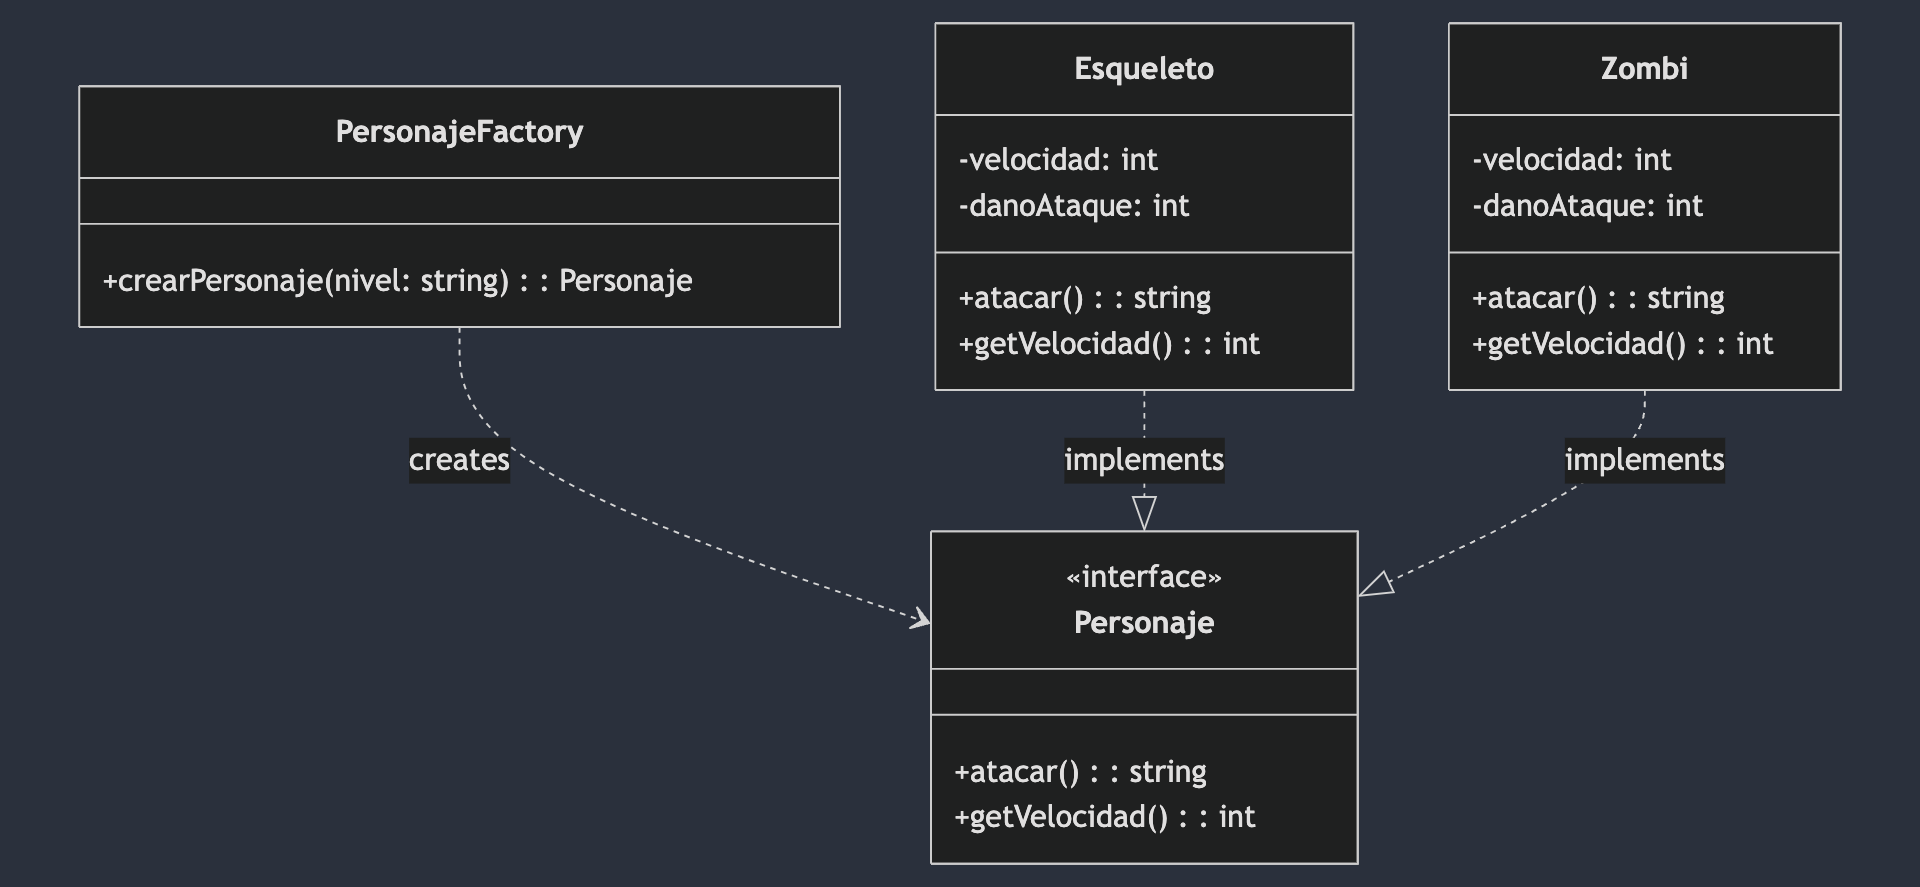 PersonajeFactory
+crearPersonaje(nivel: string) : : Personaje
Esqueleto
-velocidad: int
-danoAtaque: int
+atacar() : : string
+getVelocidad() : : int
Zombi
-velocidad: int
-danoAtaque: int
+atacar() : : string
+getVelocidad() : : int
creates
implements
implements
«interface»
Personaje
+atacar() : : string
+getVelocidad() : : int